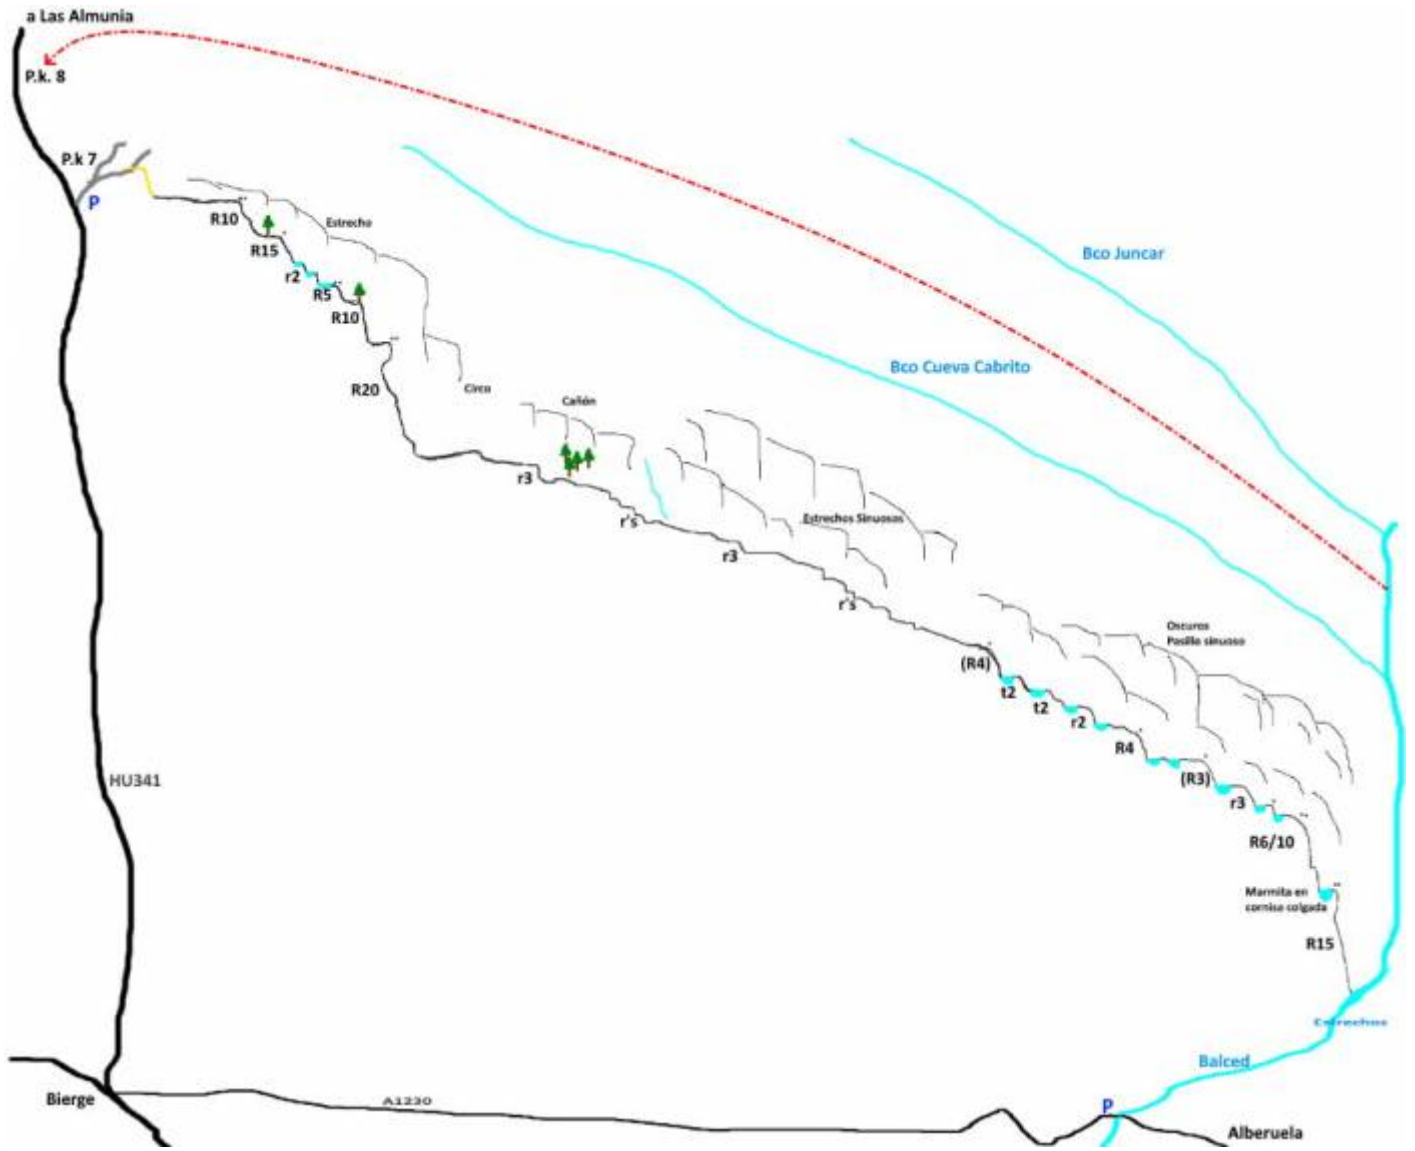 a Las Almunia
P.k. 8
P.k 7
P
R10
Estrecho
R15
r2
R5
R10
Bco Juncar
Bco Cueva Cabrito
R20
Circo
Cañón
r3
r's
Estrechos Sinuosos
r3
r's
Oscuros
Pasillo sinuoso
(R4)
t2
t2
r2
R4
(R3)
r3
HU341
R6/10
Marmita en
cornisa colgada
R15
Estrechos
Balced
Bierge
A1230
P
Alberuela